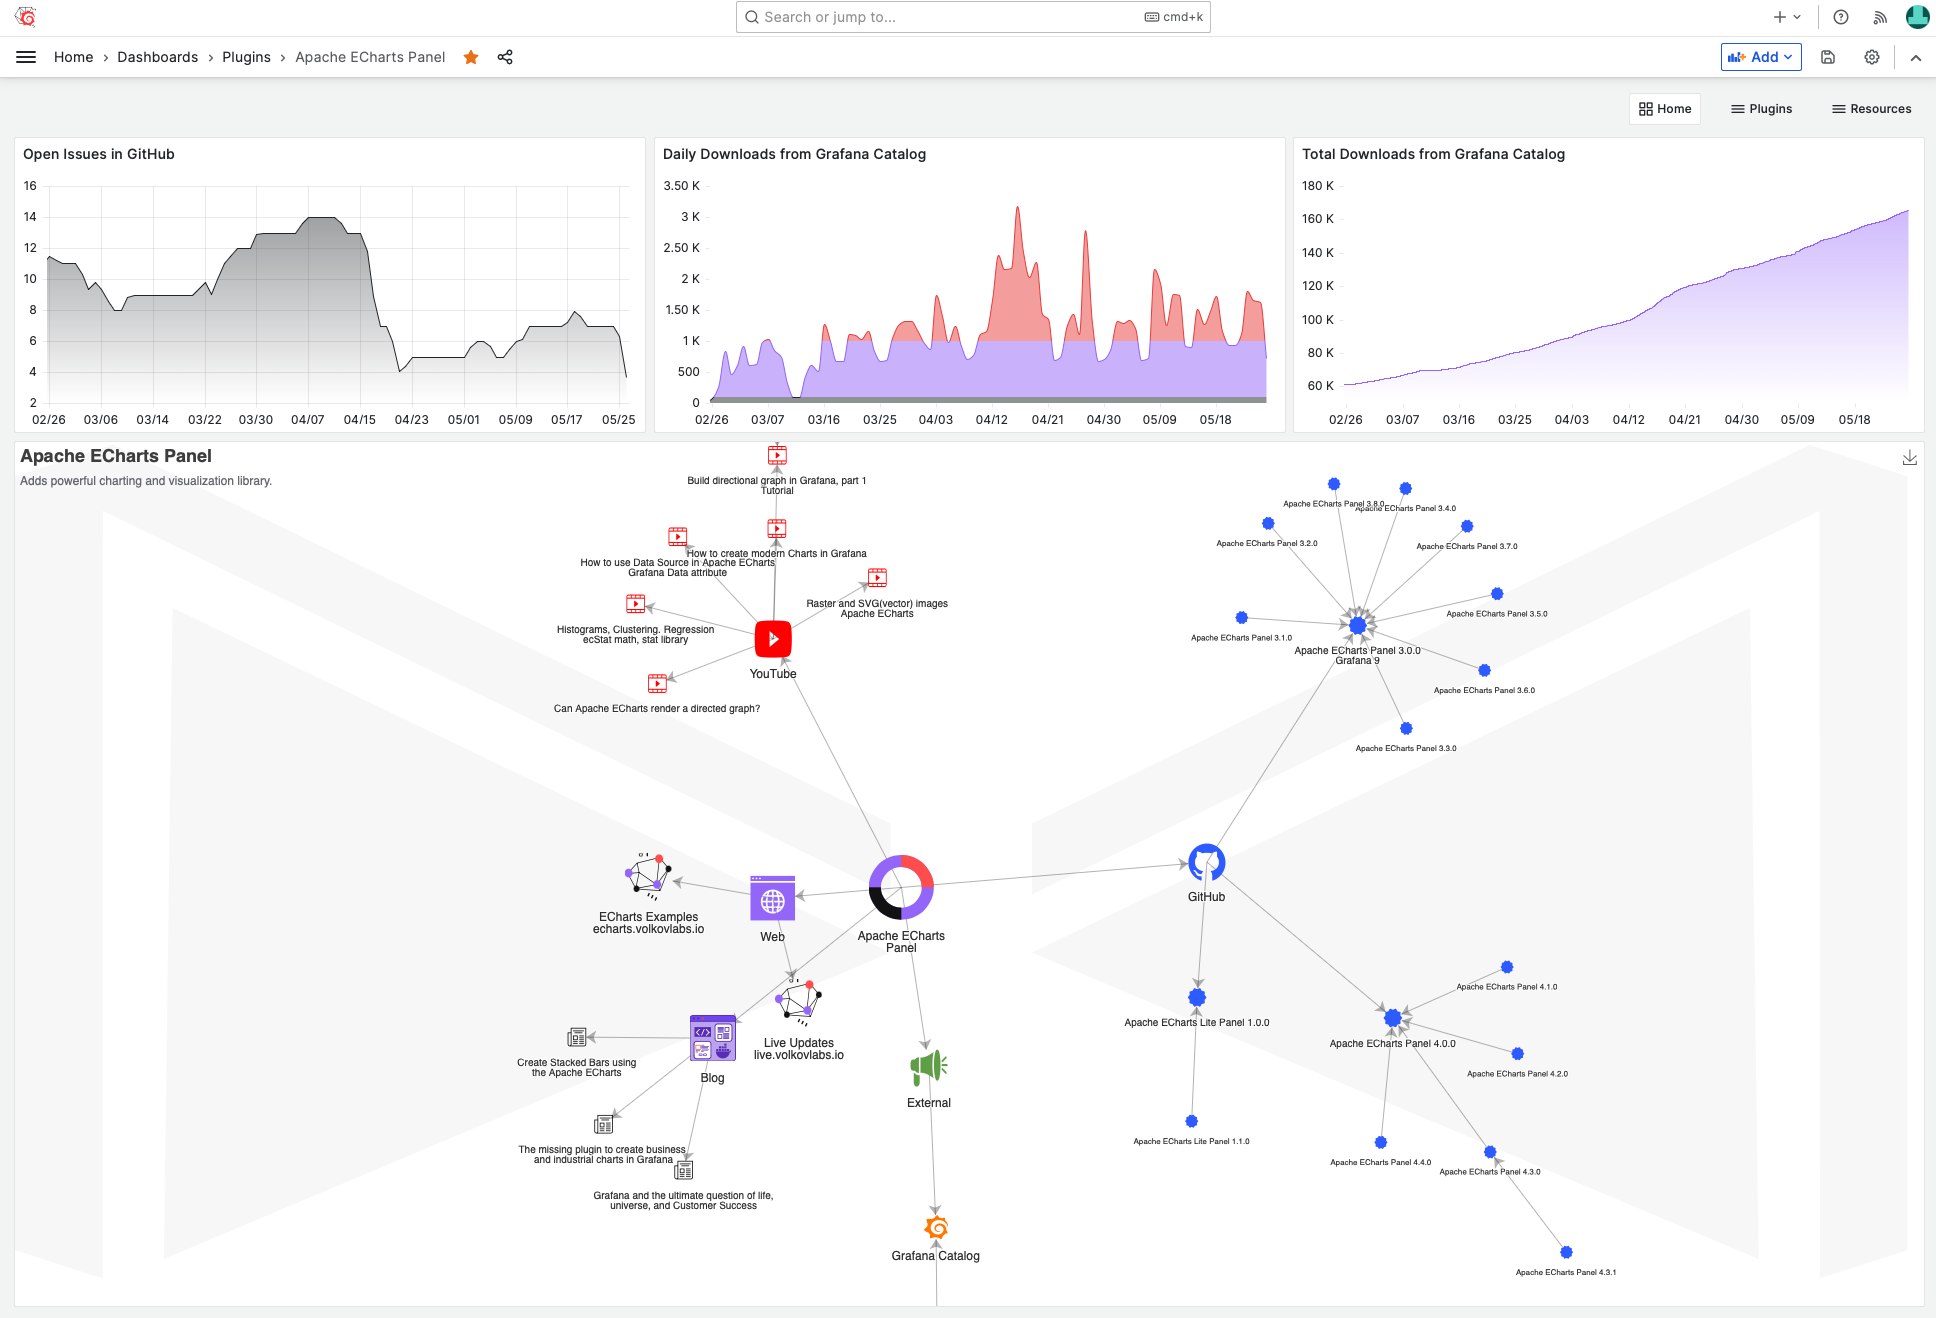 Search or jump to...
cmd+k
Home
Dashboards
Plugins
Apache ECharts Panel
Add
Home
Plugins
Resources
Open Issues in GitHub
16
14
12
10
8
6
4
2
02/26
03/06
03/14
03/22
03/30
04/07
04/15
04/23
05/01
05/09
05/17
05/25
Daily Downloads from Grafana Catalog
3.50 K
3 K
2.50 K
2 K
1.50 K
1 K
500
0
02/26
03/07
03/16
03/25
04/03
04/12
04/21
04/30
05/09
05/18
Total Downloads from Grafana Catalog
180 K
160 K
140 K
120 K
100 K
80 K
60 K
02/26
03/07
03/16
03/25
04/03
04/12
04/21
04/30
05/09
05/18
Apache ECharts Panel
Adds powerful charting and visualization library.
Build directional graph in Grafana, part 1
Tutorial
How to create modern Charts in Grafana
How to use Data Source in Apache ECharts
Grafana Data attribute
Raster and SVG(vector) images
Apache ECharts
Histograms, Clustering. Regression
ecStat math, stat library
YouTube
Can Apache ECharts render a directed graph?
Apache ECharts Panel 3.8.0
Apache ECharts Panel 3.4.0
Apache ECharts Panel 3.2.0
Apache ECharts Panel 3.7.0
Apache ECharts Panel 3.5.0
Apache ECharts Panel 3.1.0
Apache ECharts Panel 3.0.0
Grafana 9
Apache ECharts Panel 3.6.0
Apache ECharts Panel 3.3.0
ECharts Examples
echarts.volkovlabs.io
Web
Apache ECharts
Panel
GitHub
Live Updates
live.volkovlabs.io
Create Stacked Bars using
the Apache ECharts
Blog
External
The missing plugin to create business
and industrial charts in Grafana
Grafana and the ultimate question of life,
universe, and Customer Success
Grafana Catalog
Apache ECharts Lite Panel 1.0.0
Apache ECharts Lite Panel 1.1.0
Apache ECharts Panel 4.1.0
Apache ECharts Panel 4.0.0
Apache ECharts Panel 4.2.0
Apache ECharts Panel 4.4.0
Apache ECharts Panel 4.3.0
Apache ECharts Panel 4.3.1